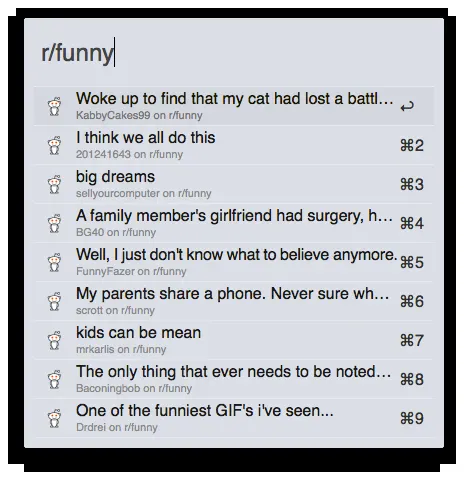 r/funny
Woke up to find that my cat had lost a battl... ↩
KabbyCakes99 on r/funny
I think we all do this ⌘2
201241643 on r/funny
big dreams ⌘3
sellyourcomputer on r/funny
A family member's girlfriend had surgery, h... ⌘4
BG40 on r/funny
Well, I just don't know what to believe anymore. ⌘5
FunnyFazer on r/funny
My parents share a phone. Never sure wh... ⌘6
scrott on r/funny
kids can be mean ⌘7
mrkarlis on r/funny
The only thing that ever needs to be noted... ⌘8
Baconingbob on r/funny
One of the funniest GIF's i've seen... ⌘9
Drdrei on r/funny